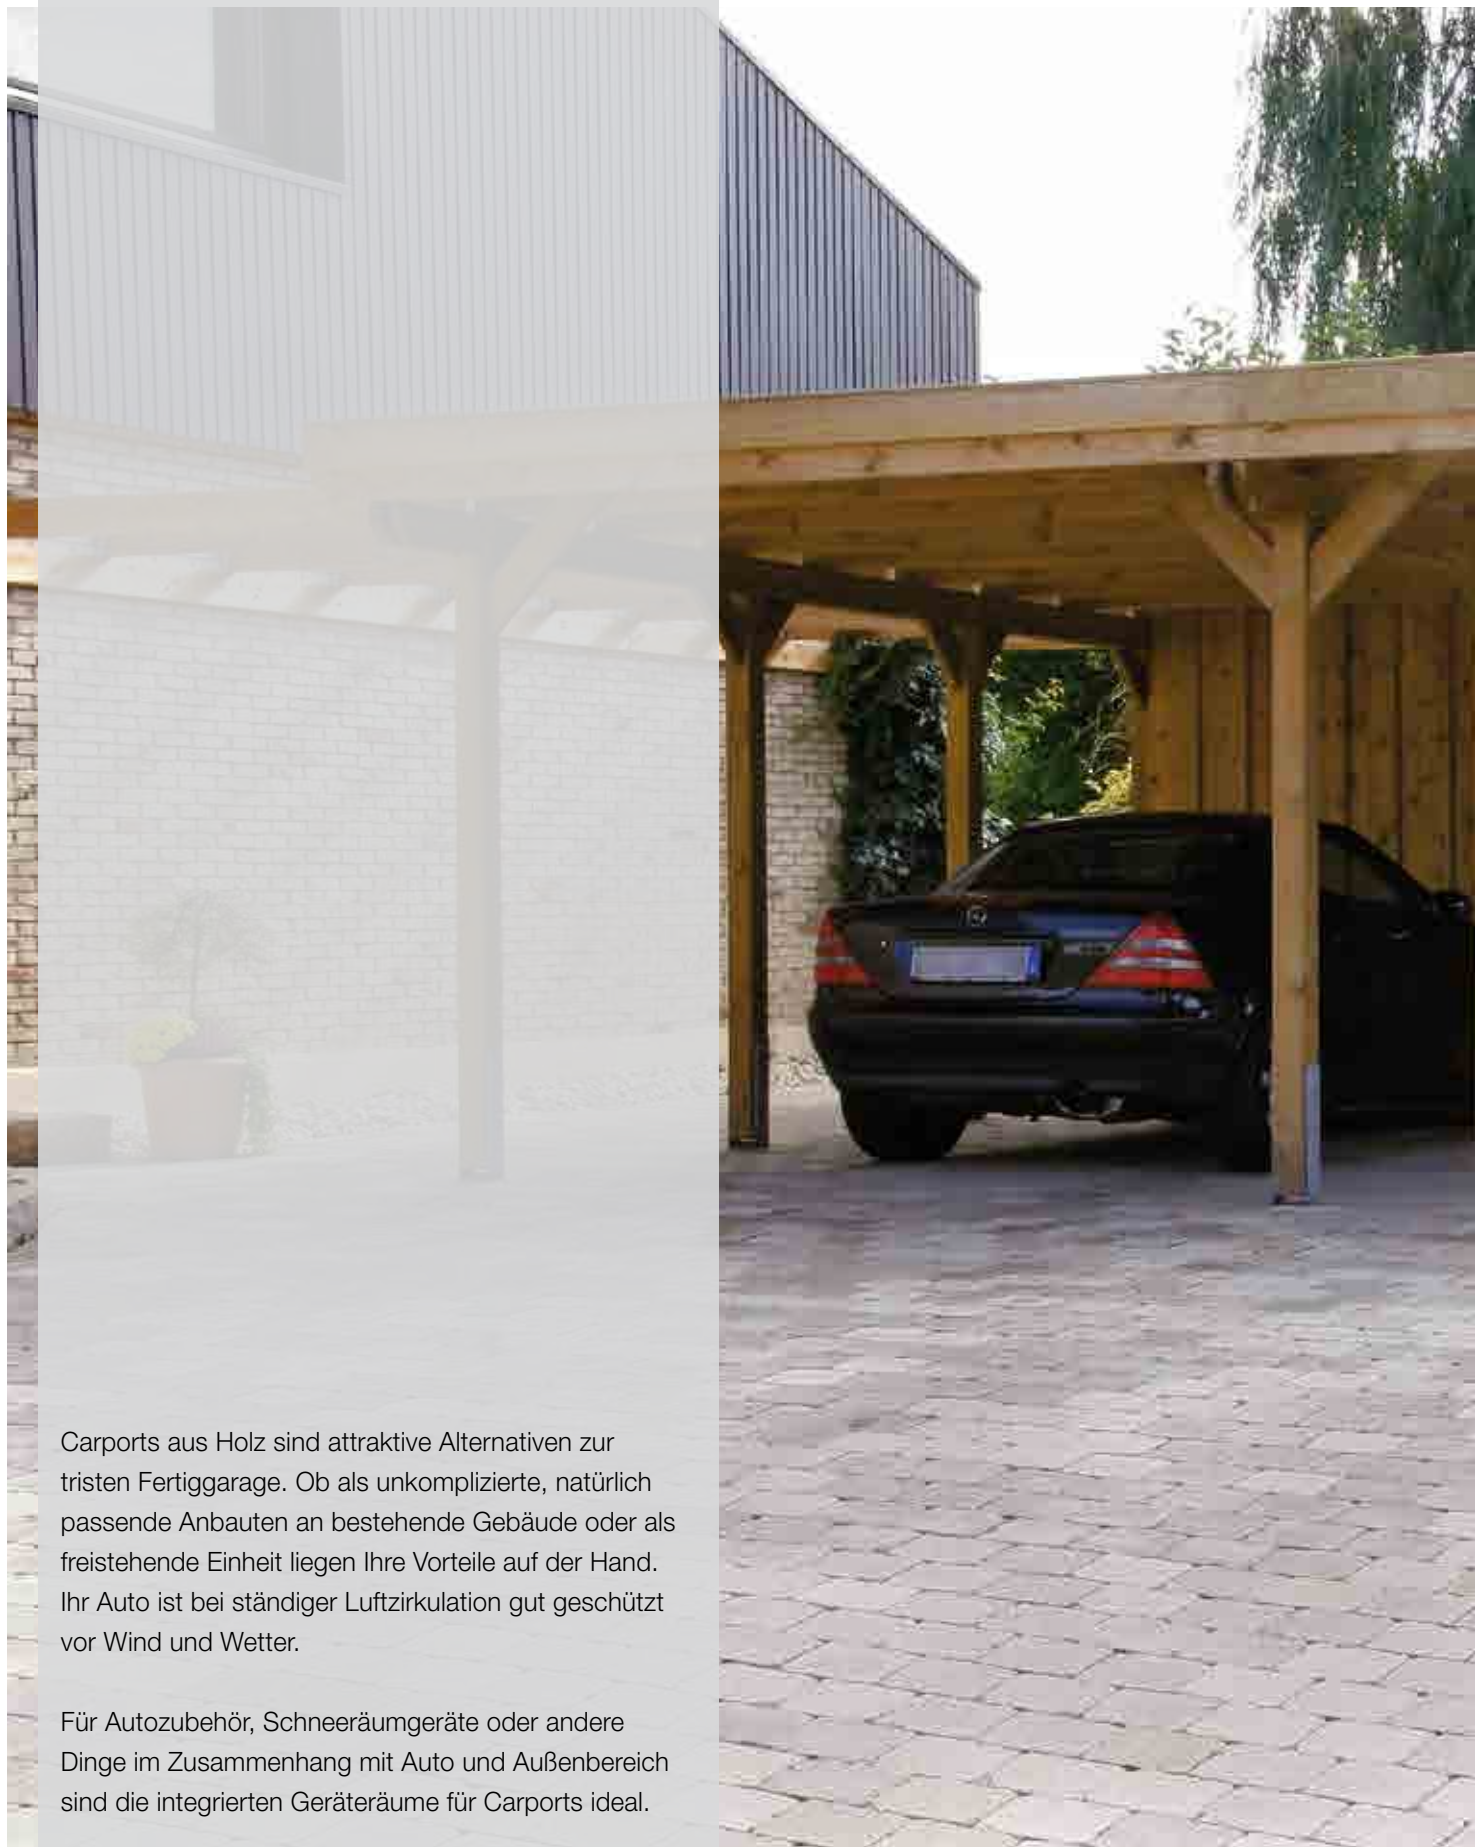 Carports aus Holz sind attraktive Alternativen zur
tristen Fertiggarage. Ob als unkomplizierte, natürlich
passende Anbauten an bestehende Gebäude oder als
freistehende Einheit liegen Ihre Vorteile auf der Hand.
Ihr Auto ist bei ständiger Luftzirkulation gut geschützt
vor Wind und Wetter.
Für Autozubehör, Schneeräumgeräte oder andere
Dinge im Zusammenhang mit Auto und Außenbereich
sind die integrierten Geräteräume für Carports ideal.